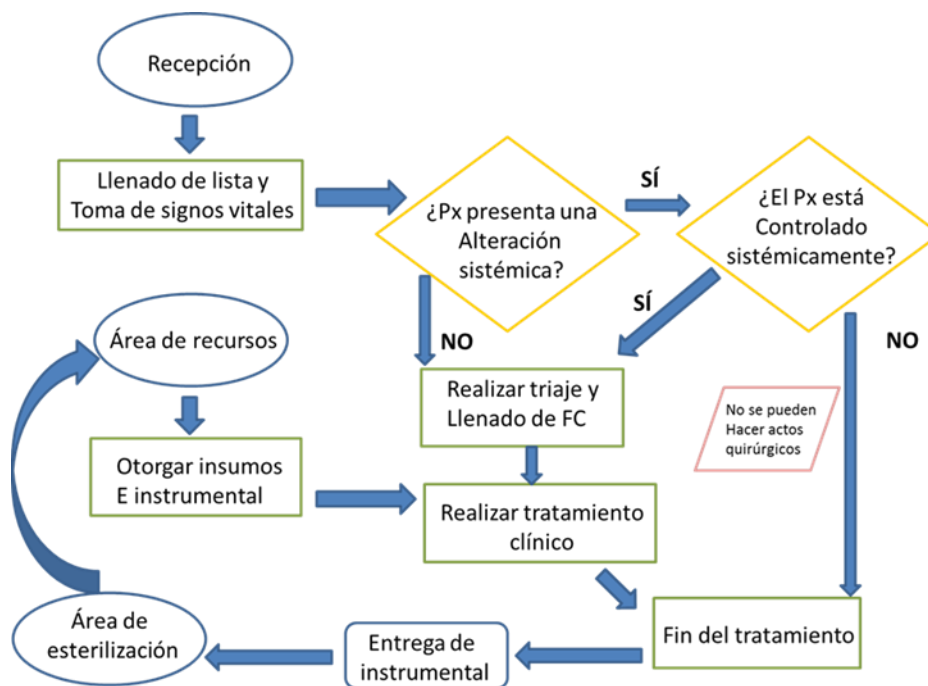 Recepción
Llenado de lista y
Toma de signos vitales
¿Px presenta una
Alteración
sistémica?
SÍ
¿El Px está
Controlado
sistémicamente?
SÍ
NO
NO
Área de recursos
Realizar triaje y
Llenado de FC
No se pueden
Hacer actos
quirúrgicos
Otorgar insumos
E instrumental
Realizar tratamiento
clínico
Área de
esterilización
Entrega de
instrumental
Fin del tratamiento